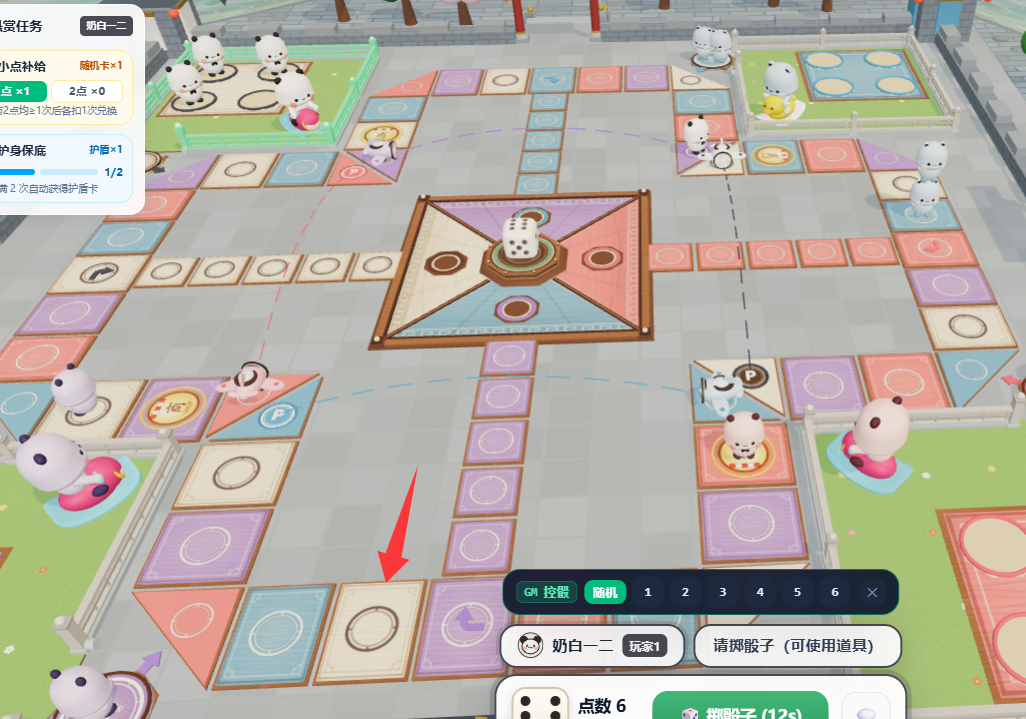 赏任务
奶白一二
小点补给
随机卡×1
点 ×1
2点 ×0
2点均≥1次后各扣1次兑换
护身保底
护盾×1
1/2
满 2 次自动获得护盾卡
P
P
福
P
GM 控骰
随机
1
2
3
4
5
6
×
奶白一二
玩家1
请掷骰子（可使用道具）
点数 6
掷骰子 (12s)